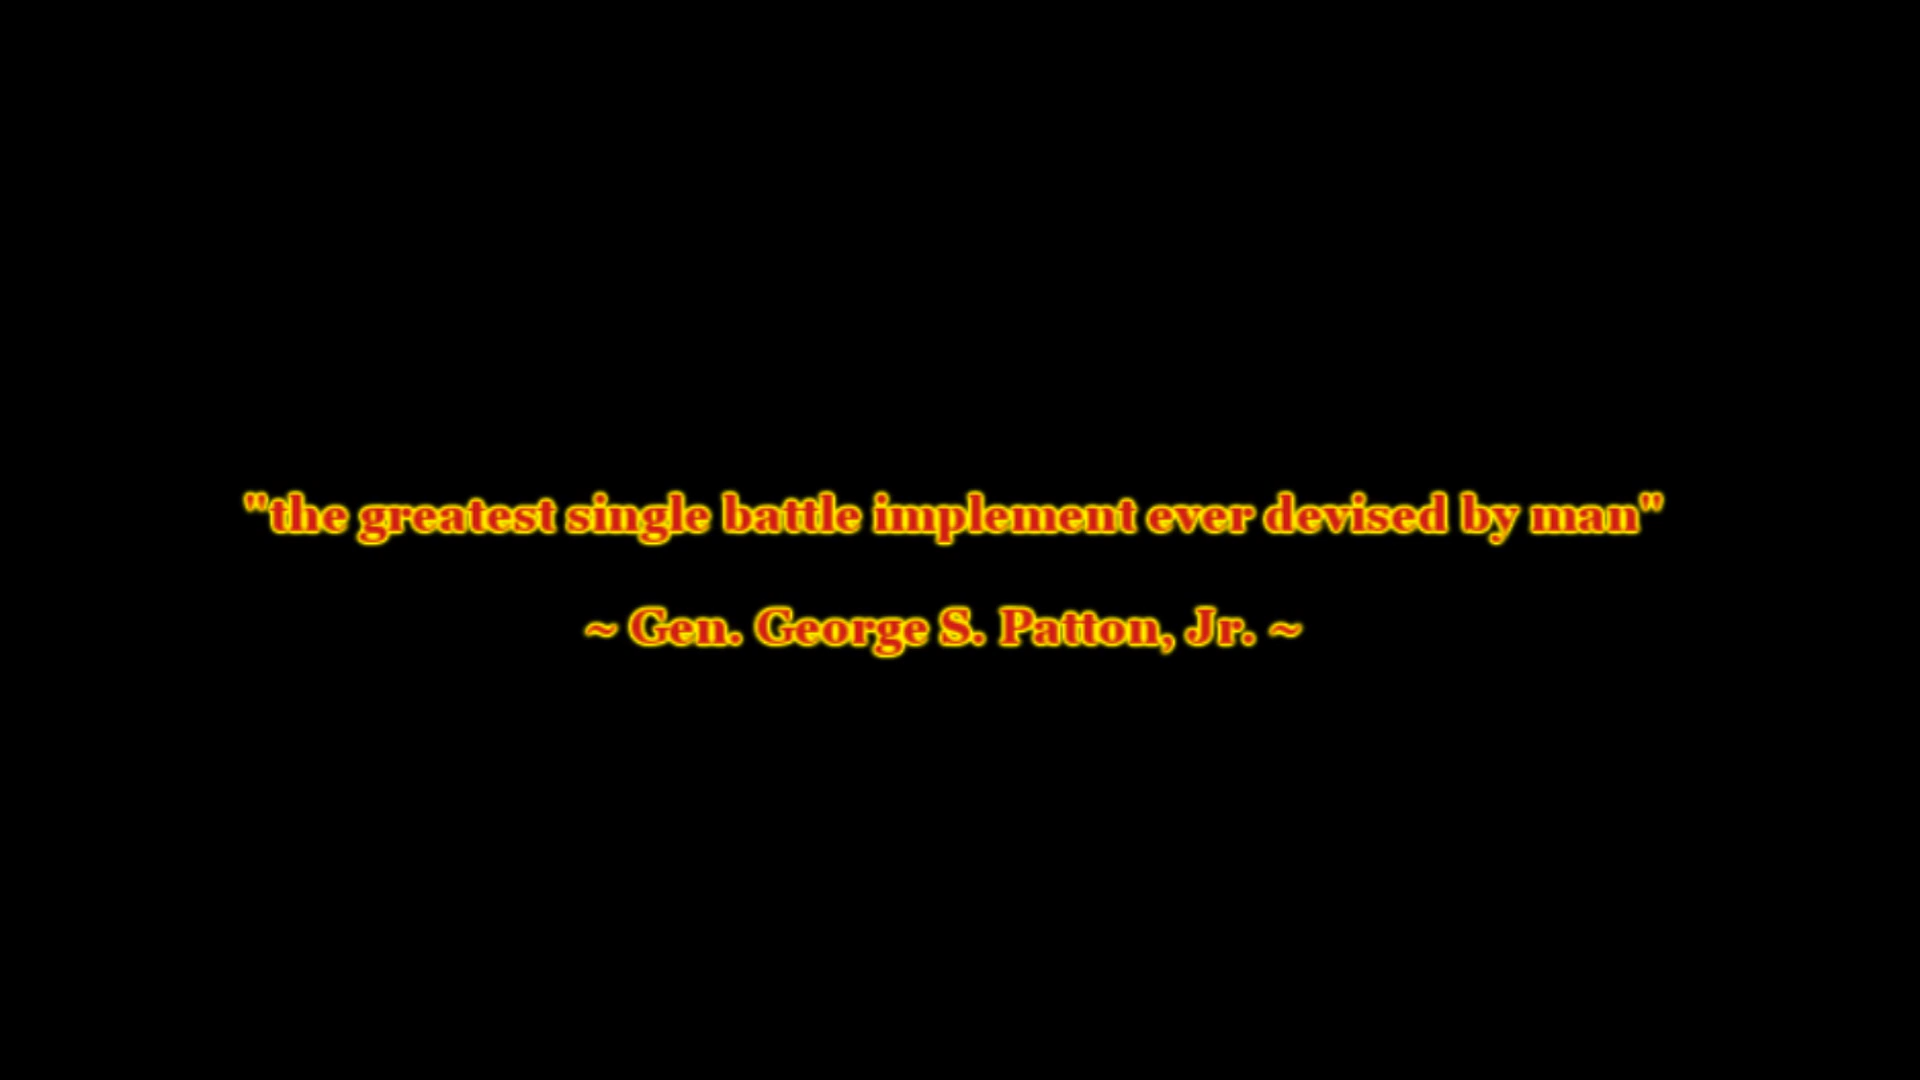 "the greatest single battle implement ever devised by man"
~ Gen. George S. Patton, Jr. ~